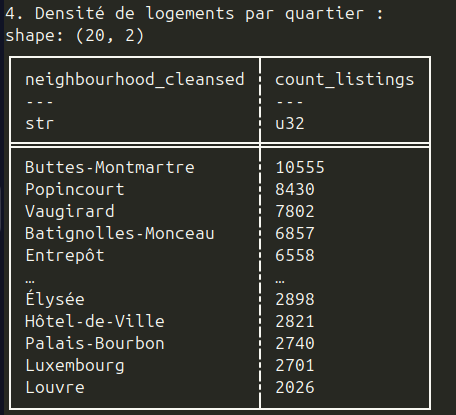 4. Densité de logements par quartier :
shape: (20, 2)
neighbourhood_cleansed count_listings
--- ---
str u32
Buttes-Montmartre 10555
Popincourt 8430
Vaugirard 7802
Batignolles-Monceau 6857
Entrepôt 6558
… …
Élysée 2898
Hôtel-de-Ville 2821
Palais-Bourbon 2740
Luxembourg 2701
Louvre 2026